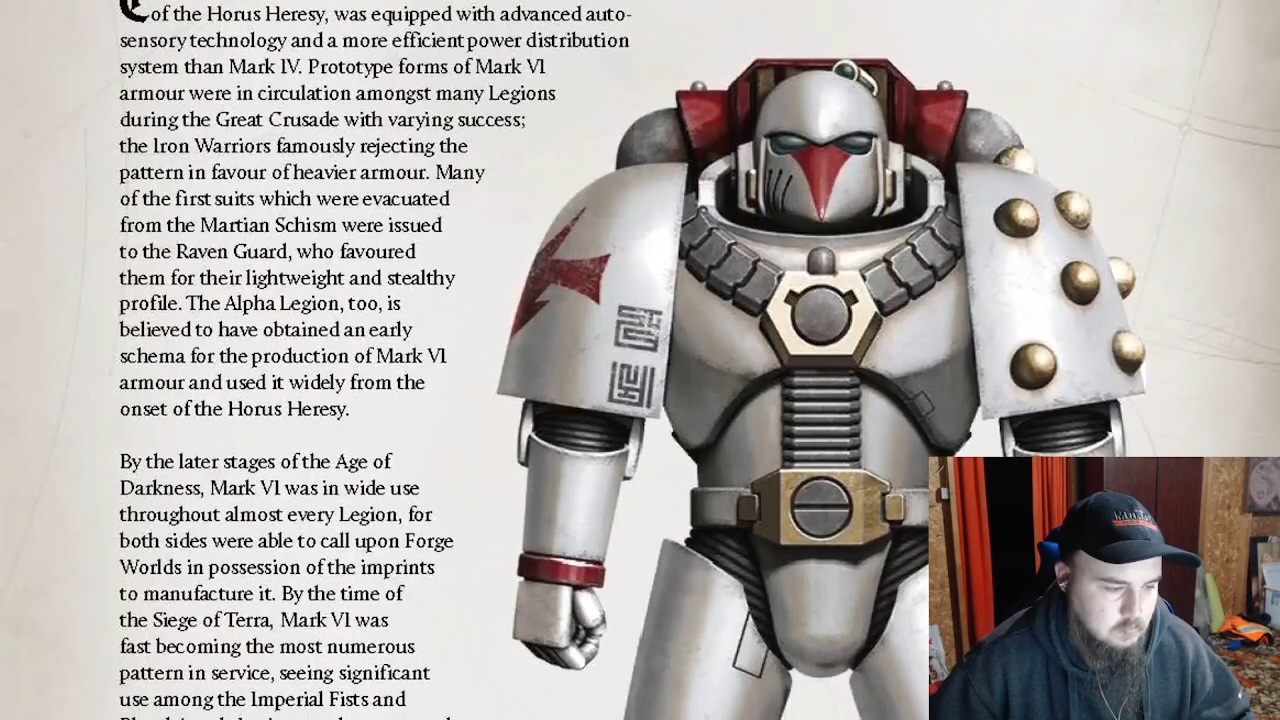 of the Horus Heresy, was equipped with advanced auto-
sensory technology and a more efficient power distribution
system than Mark IV. Prototype forms of Mark VI
armour were in circulation amongst many Legions
during the Great Crusade with varying success;
the Iron Warriors famously rejecting the
pattern in favour of heavier armour. Many
of the first suits which were evacuated
from the Martian Schism were issued
to the Raven Guard, who favoured
them for their lightweight and stealthy
profile. The Alpha Legion, too, is
believed to have obtained an early
schema for the production of Mark VI
armour and used it widely from the
onset of the Horus Heresy.
By the later stages of the Age of
Darkness, Mark VI was in wide use
throughout almost every Legion, for
both sides were able to call upon Forge
Worlds in possession of the imprints
to manufacture it. By the time of
the Siege of Terra, Mark VI was
fast becoming the most numerous
pattern in service, seeing significant
use among the Imperial Fists and